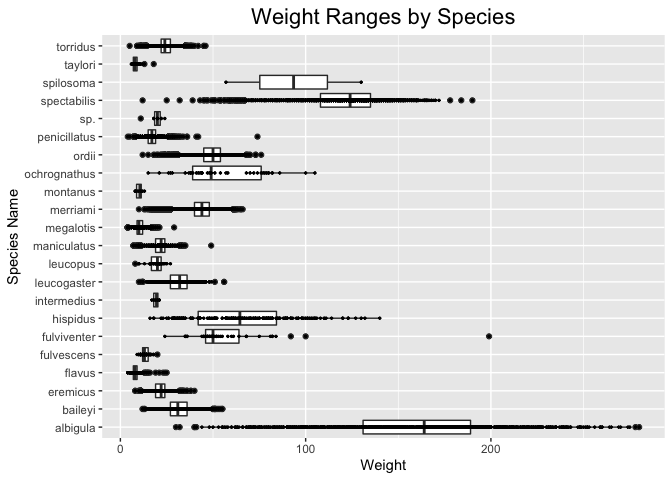 Weight Ranges by Species
Species Name
torridus
taylori
spilosoma
spectabilis
sp.
penicillatus
ordii
ochrognathus
montanus
merriami
megalotis
maniculatus
leucopus
leucogaster
intermedius
hispidus
fulviventer
fulvescens
flavus
eremicus
baileyi
albigula
0 100 200
Weight